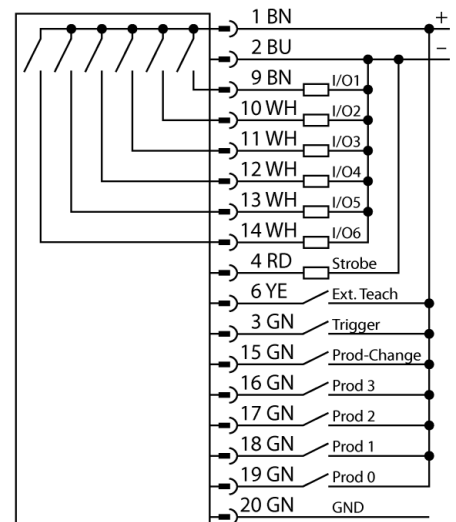 1 BN +
2 BU −
9 BN I/O1
10 WH I/O2
11 WH I/O3
12 WH I/O4
13 WH I/O5
14 WH I/O6
4 RD Strobe
6 YE Ext. Teach
3 GN Trigger
15 GN Prod-Change
16 GN Prod 3
17 GN Prod 2
18 GN Prod 1
19 GN Prod 0
20 GN GND